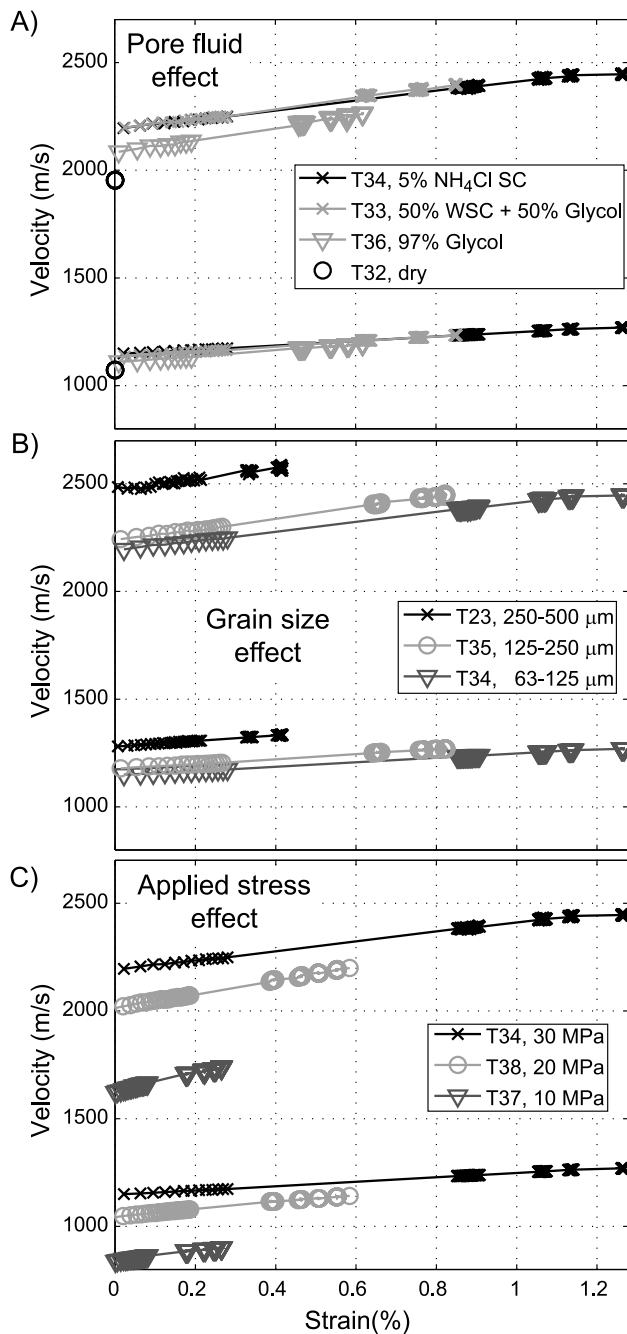 A)
Pore fluid
effect
2500
2000
1500
1000
Velocity (m/s)
T34, 5% NH₄Cl SC
T33, 50% WSC + 50% Glycol
T36, 97% Glycol
T32, dry
B)
2500
2000
1500
1000
Velocity (m/s)
Grain size
effect
T23, 250-500 μm
T35, 125-250 μm
T34, 63-125 μm
C)
Applied stress
effect
2500
2000
1500
1000
Velocity (m/s)
T34, 30 MPa
T38, 20 MPa
T37, 10 MPa
0 0.2 0.4 0.6 0.8 1 1.2
Strain(%)